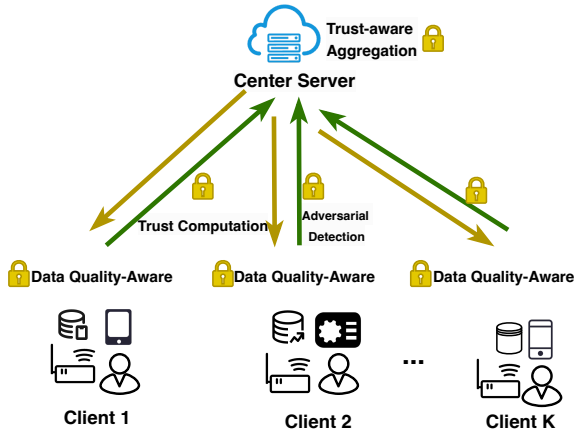 Trust-aware
Aggregation
Center Server
Trust Computation
Adversarial
Detection
Data Quality-Aware
Data Quality-Aware
Data Quality-Aware
...
Client 1
Client 2
Client K